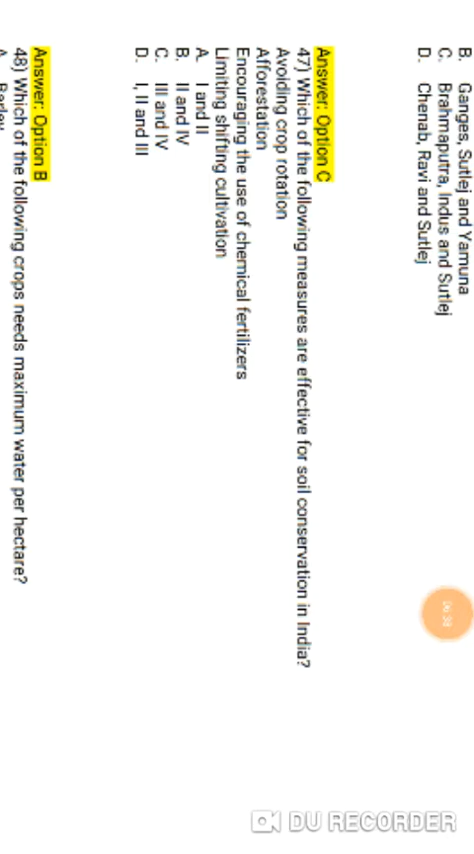 B. Ganges, Sutlej and Yamuna
C. Brahmaputra, Indus and Sutlej
D. Chenab, Ravi and Sutlej
Answer: Option C
47) Which of the following measures are effective for soil conservation in India?
Avoiding crop rotation
Afforestation
Encouraging the use of chemical fertilizers
Limiting shifting cultivation
A. I and II
B. II and IV
C. III and IV
D. I, II and III
Answer: Option B
48) Which of the following crops needs maximum water per hectare?
06:38
DU RECORDER